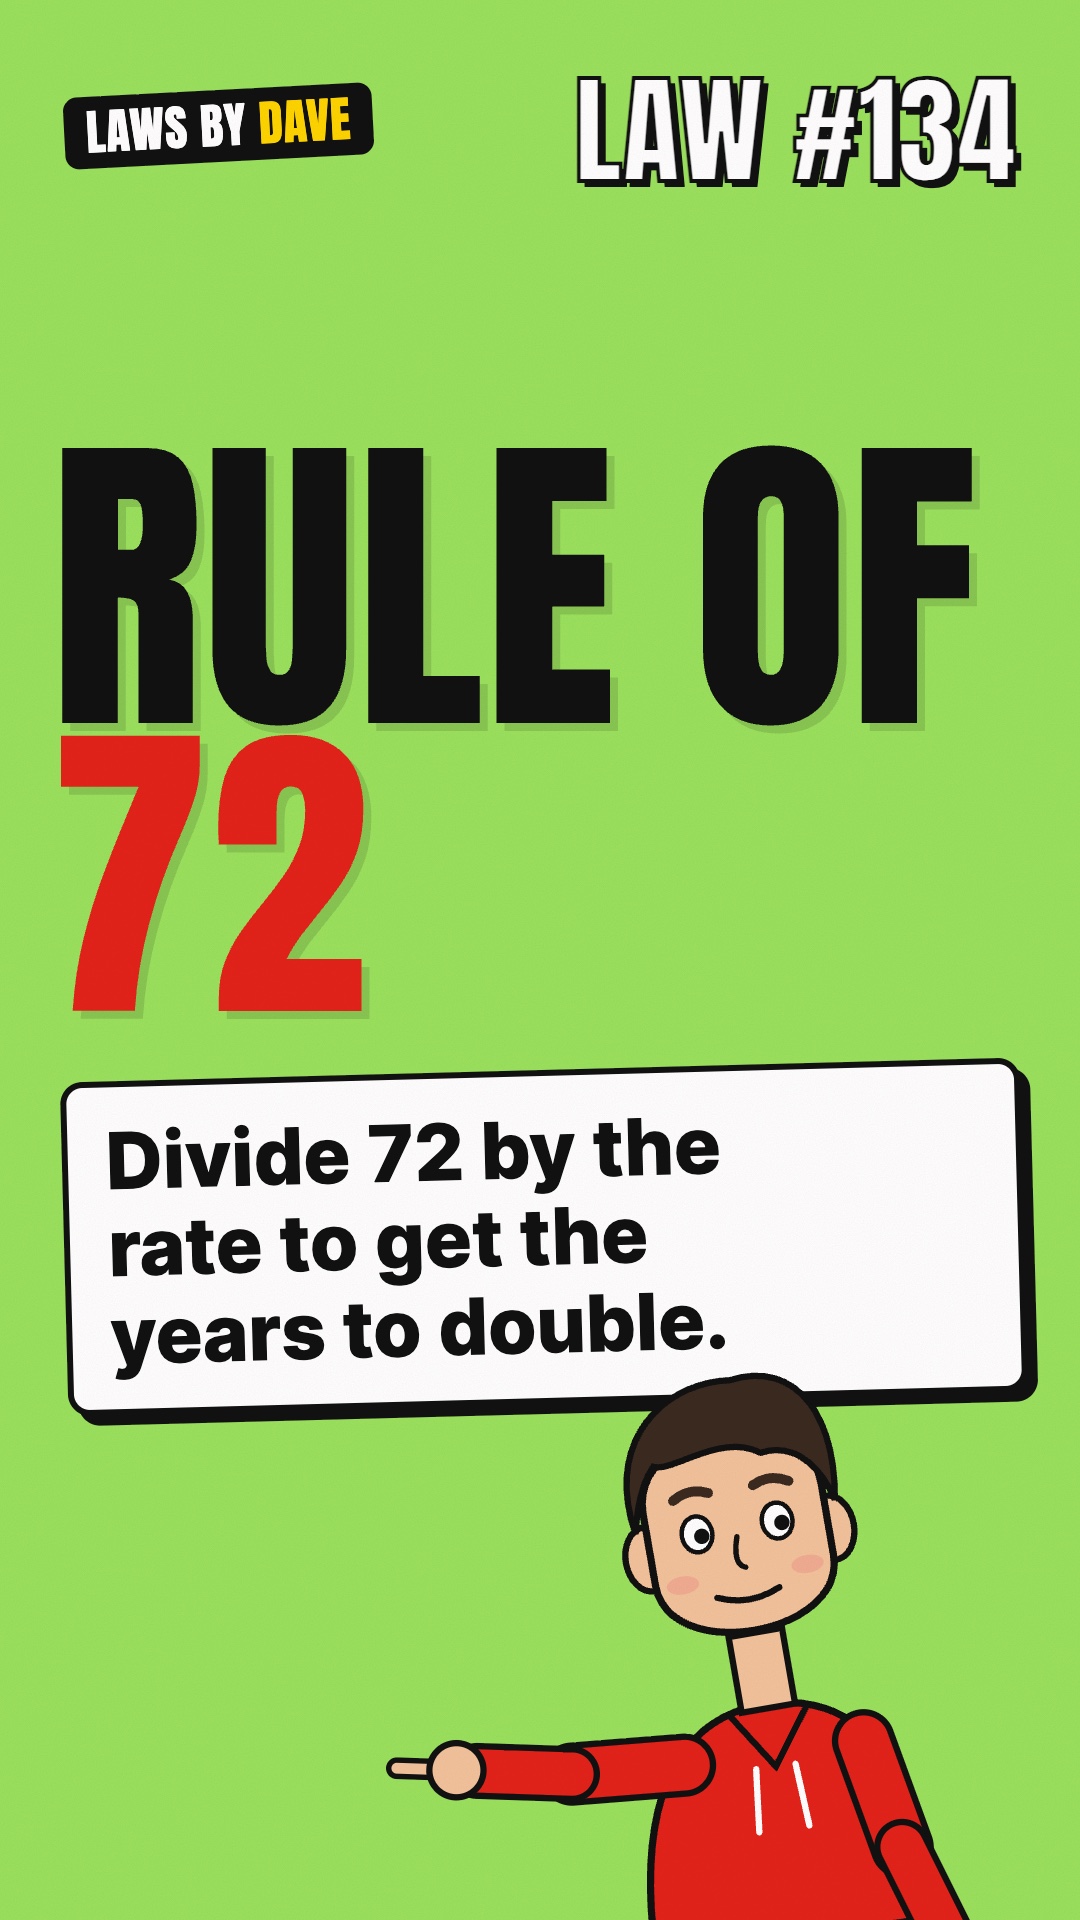 LAWS BY DAVE
LAW #134
RULE OF
72
Divide 72 by the
rate to get the
years to double.